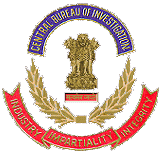 CENTRAL BUREAU OF INVESTIGATION
INDUSTRY IMPARTIALITY INTEGRITY